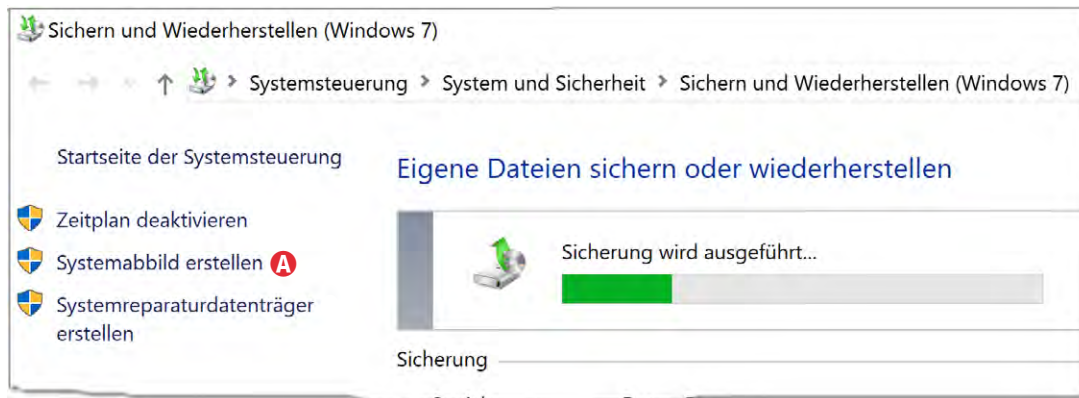 Sichern und Wiederherstellen (Windows 7)
Systemsteuerung > System und Sicherheit > Sichern und Wiederherstellen (Windows 7)
Startseite der Systemsteuerung
Zeitplan deaktivieren
Systemabbild erstellen A
Systemreparaturdatenträger
erstellen
Eigene Dateien sichern oder wiederherstellen
Sicherung wird ausgeführt...
Sicherung